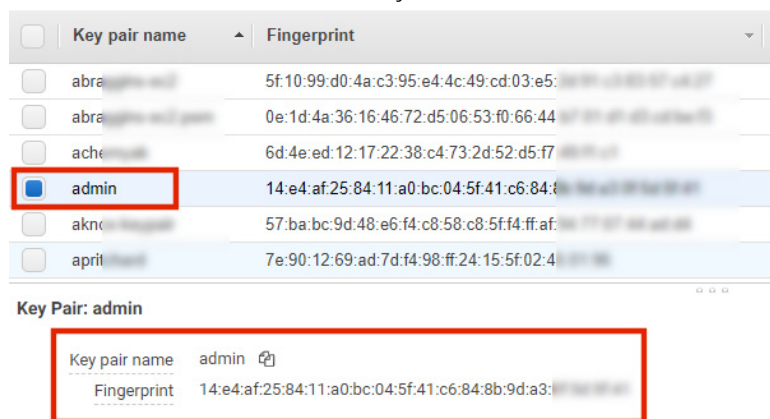 Key pair name Fingerprint
abra 5f:10:99:d0:4a:c3:95:e4:4c:49:cd:03:e5:
abra 0e:1d:4a:36:16:46:72:d5:06:53:f0:66:44
ache 6d:4e:ed:12:17:22:38:c4:73:2d:52:d5:f7
admin 14:e4:af:25:84:11:a0:bc:04:5f:41:c6:84:
akno 57:ba:bc:9d:48:e6:f4:c8:58:c8:5f:f4:ff:af:
aprit 7e:90:12:69:ad:7d:f4:98:ff:24:15:5f:02:4
Key Pair: admin
Key pair name admin
Fingerprint 14:e4:af:25:84:11:a0:bc:04:5f:41:c6:84:8b:9d:a3: